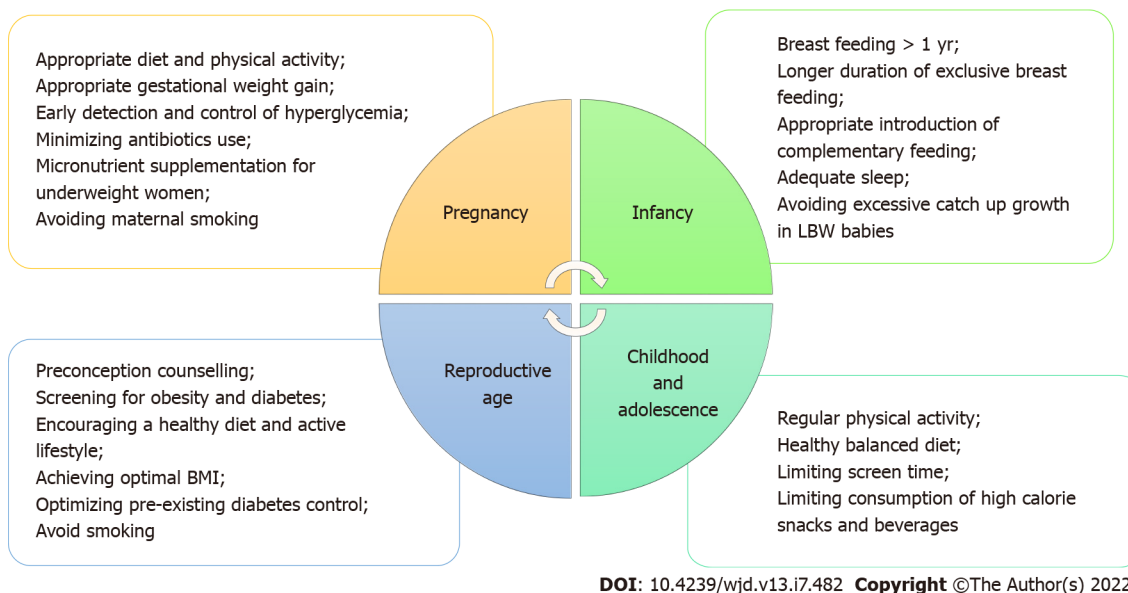 Appropriate diet and physical activity;
Appropriate gestational weight gain;
Early detection and control of hyperglycemia;
Minimizing antibiotics use;
Micronutrient supplementation for
underweight women;
Avoiding maternal smoking
Breast feeding > 1 yr;
Longer duration of exclusive breast
feeding;
Appropriate introduction of
complementary feeding;
Adequate sleep;
Avoiding excessive catch up growth
in LBW babies
Pregnancy
Infancy
Reproductive
age
Childhood
and
adolescence
Preconception counselling;
Screening for obesity and diabetes;
Encouraging a healthy diet and active
lifestyle;
Achieving optimal BMI;
Optimizing pre-existing diabetes control;
Avoid smoking
Regular physical activity;
Healthy balanced diet;
Limiting screen time;
Limiting consumption of high calorie
snacks and beverages
DOI: 10.4239/wjd.v13.i7.482 Copyright ©The Author(s) 2022